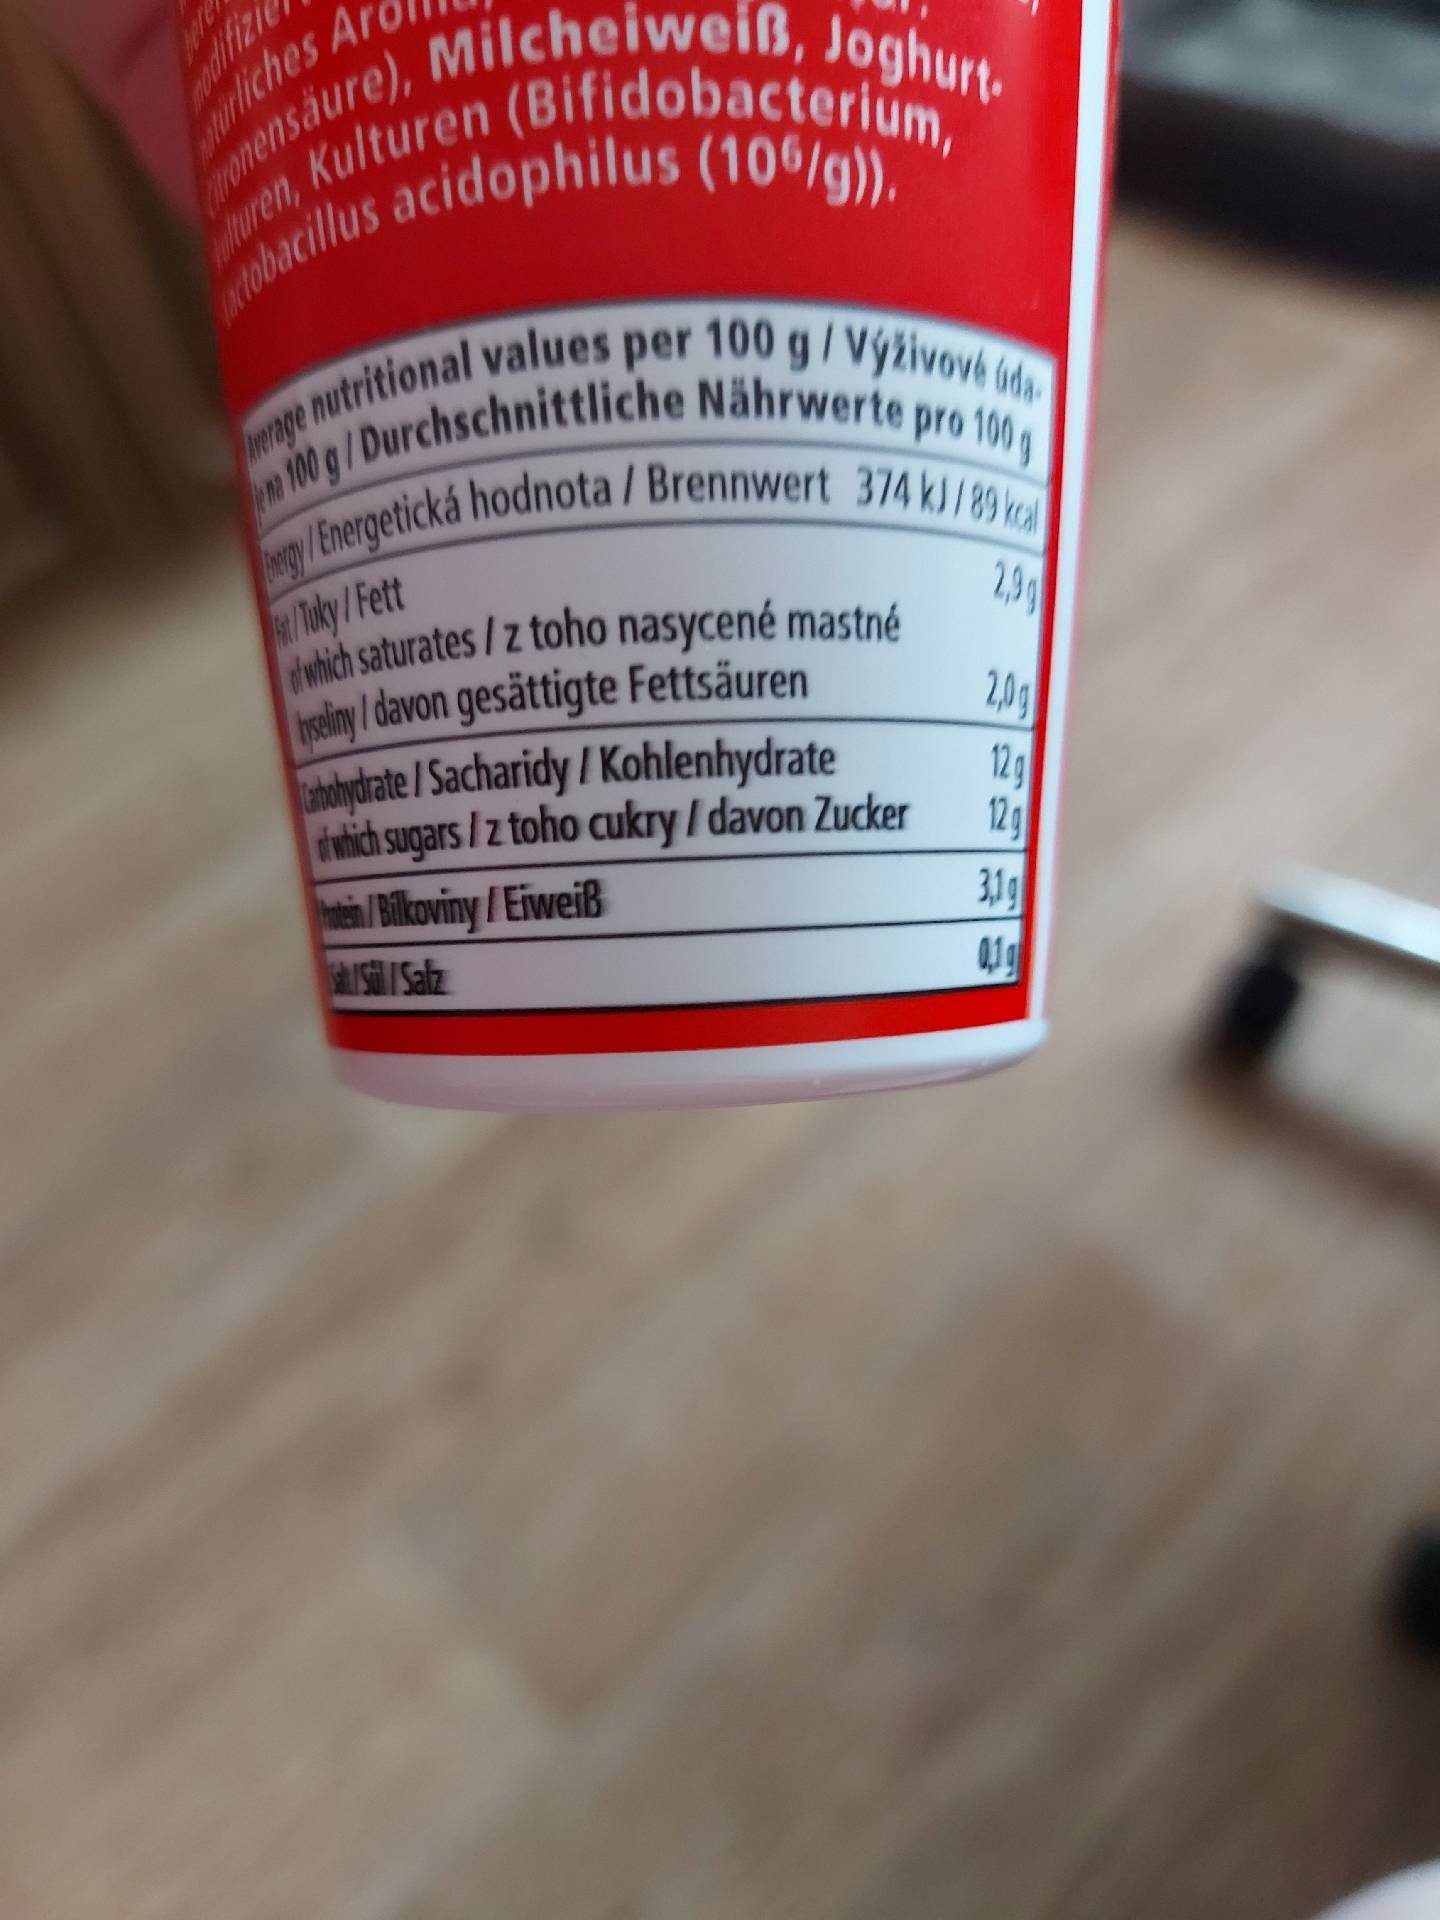 modifizier
natürliches Aroma,
Citronensäure), Milcheiweiß, Joghurt-
kulturen, Kulturen (Bifidobacterium,
Lactobacillus acidophilus (10⁶/g)).
Average nutritional values per 100 g / Výživové úda-
je na 100 g / Durchschnittliche Nährwerte pro 100 g
Energy / Energetická hodnota / Brennwert 374 kJ / 89 kcal
Fat / Tuky / Fett 2,9 g
of which saturates / z toho nasycené mastné
kyseliny / davon gesättigte Fettsäuren 2,0 g
Carbohydrate / Sacharidy / Kohlenhydrate 12 g
of which sugars / z toho cukry / davon Zucker 12 g
Protein / Bílkoviny / Eiweiß 3,1 g
Salt / Sůl / Salz 0,1 g